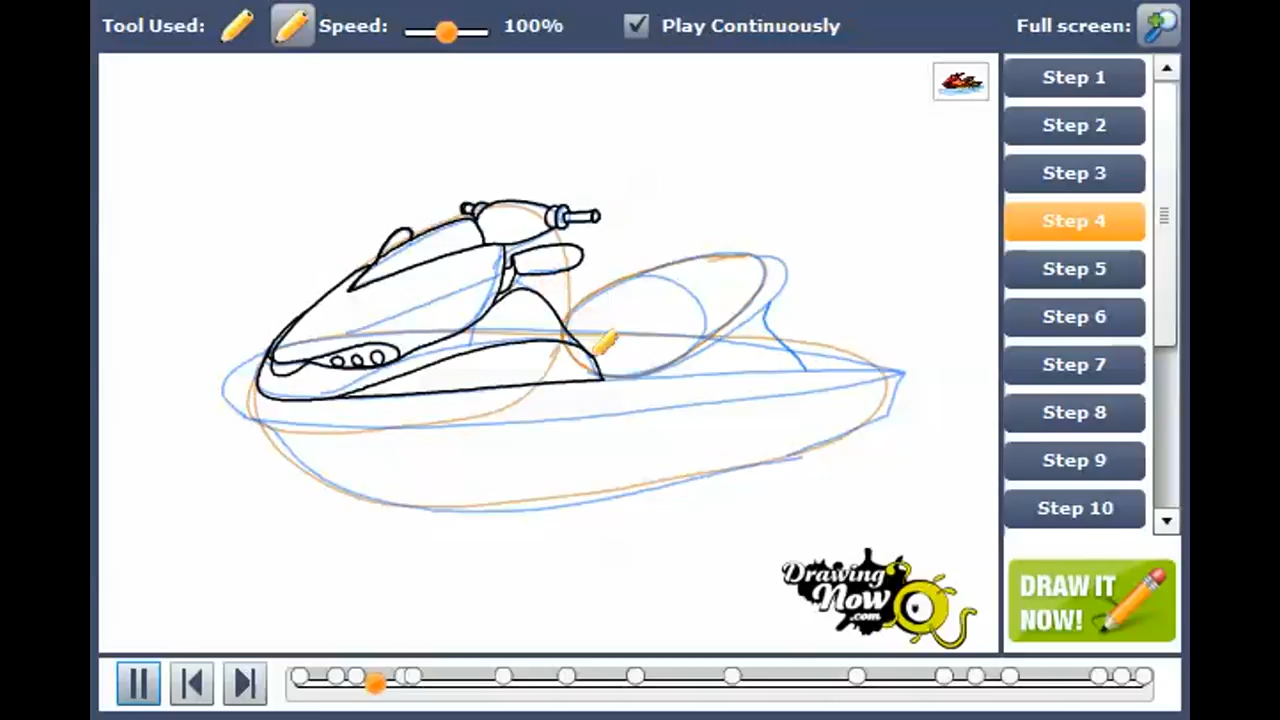 Tool Used: Speed: 100% Play Continuously Full screen:
Step 1
Step 2
Step 3
Step 4
Step 5
Step 6
Step 7
Step 8
Step 9
Step 10
Drawing
Now
.com
DRAW IT
NOW!